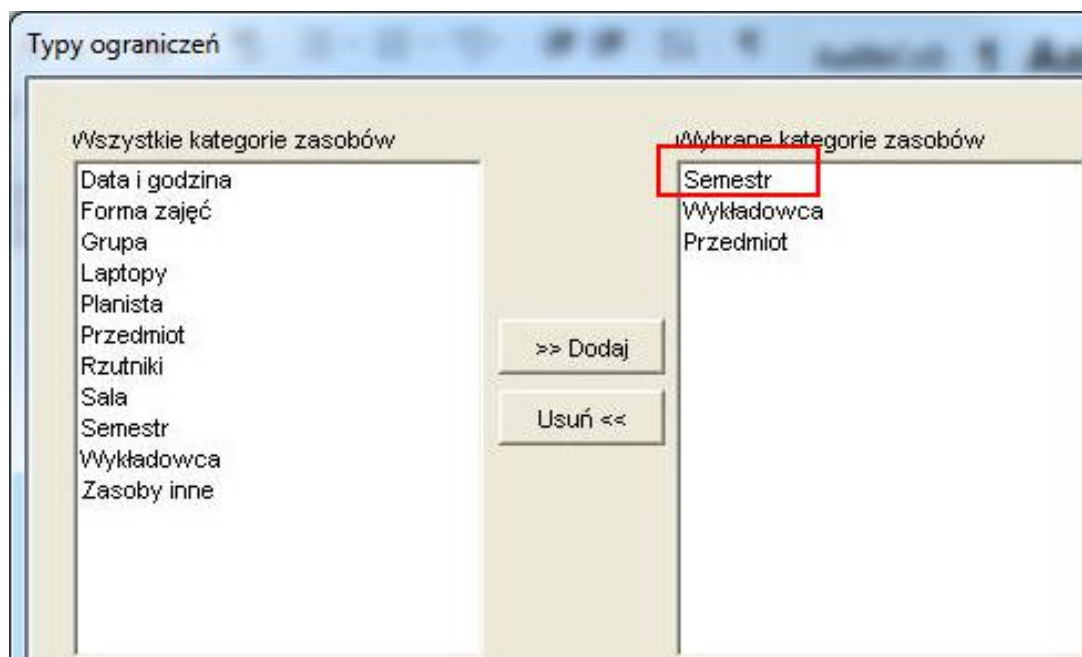 Typy ograniczeń
Wszystkie kategorie zasobów
Data i godzina
Forma zajęć
Grupa
Laptopy
Planista
Przedmiot
Rzutniki
Sala
Semestr
Wykładowca
Zasoby inne
>> Dodaj
Usuń <<
Wybrane kategorie zasobów
Semestr
Wykładowca
Przedmiot